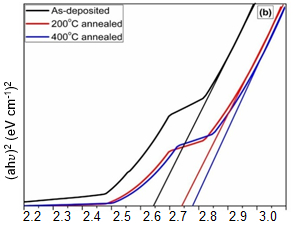 As-deposited
200°C annealed
400°C annealed
(b)
(ahυ)^2 (eV cm⁻¹)^2
2.2 2.3 2.4 2.5 2.6 2.7 2.8 2.9 3.0